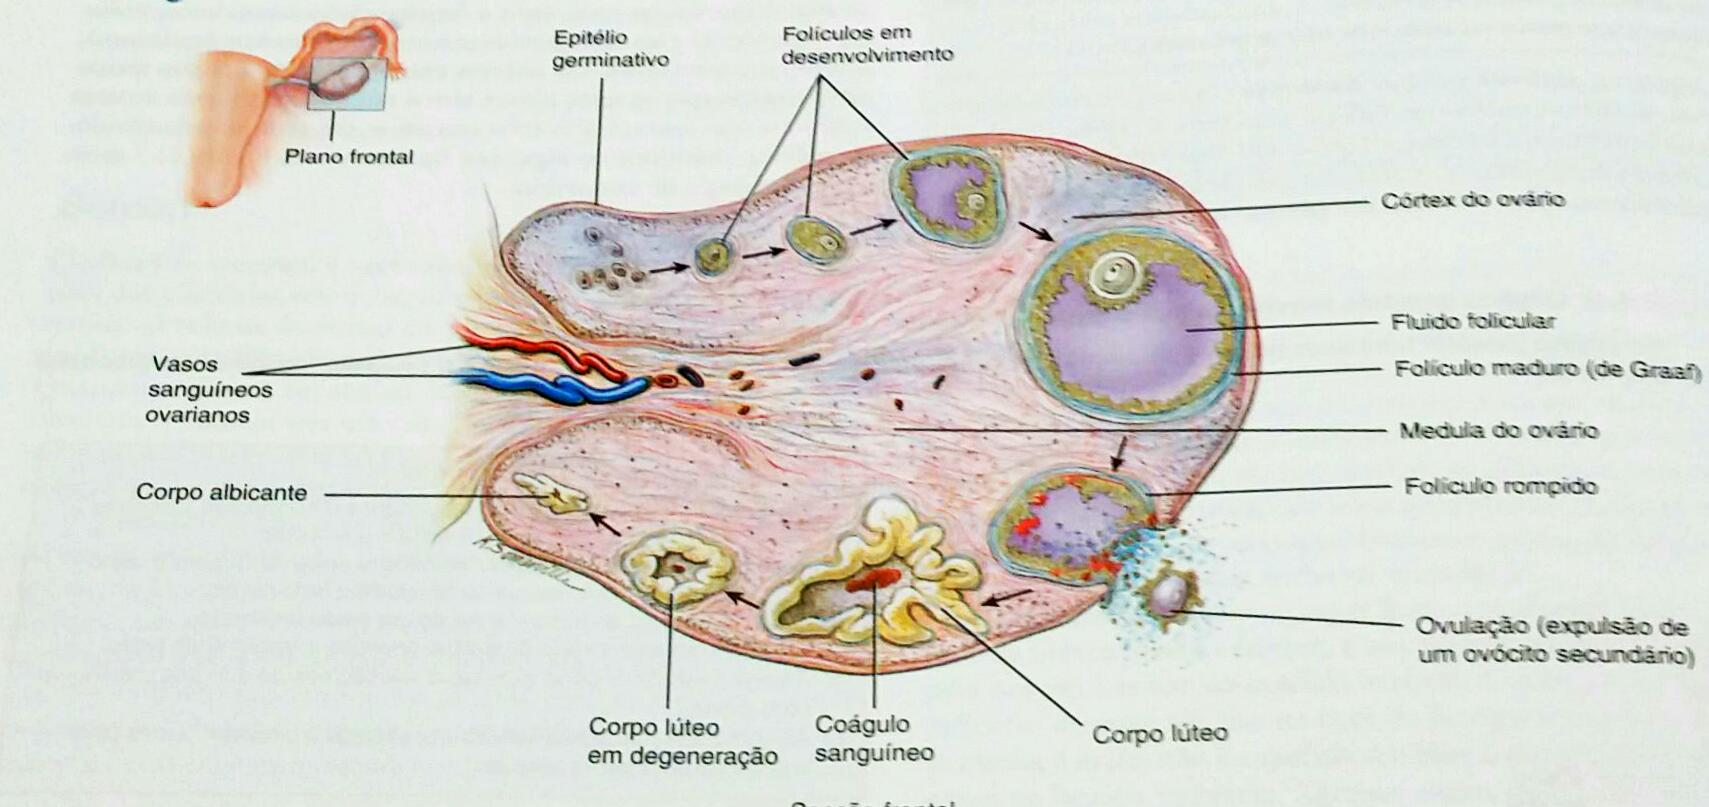 Epitélio
germinativo
Folículos em
desenvolvimento
Plano frontal
Córtex do ovário
Fluido folicular
Folículo maduro (de Graaf)
Vasos
sanguíneos
ovarianos
Medula do ovário
Corpo albicante
Folículo rompido
Ovulação (expulsão de
um ovócito secundário)
Corpo lúteo
em degeneração
Coágulo
sanguíneo
Corpo lúteo